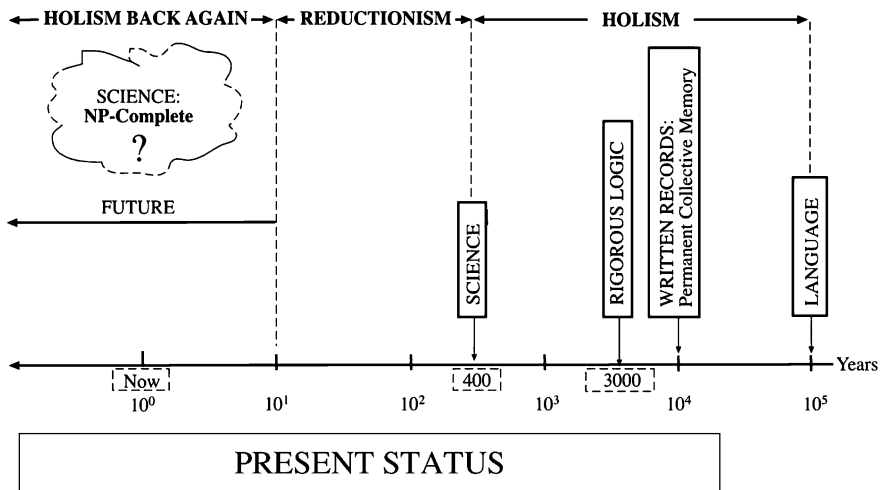 HOLISM BACK AGAIN
REDUCTIONISM
HOLISM
SCIENCE:
NP-Complete
?
FUTURE
SCIENCE
RIGOROUS LOGIC
WRITTEN RECORDS:
Permanent Collective Memory
LANGUAGE
Years
Now
400
3000
10⁰
10¹
10²
10³
10⁴
10⁵
PRESENT STATUS